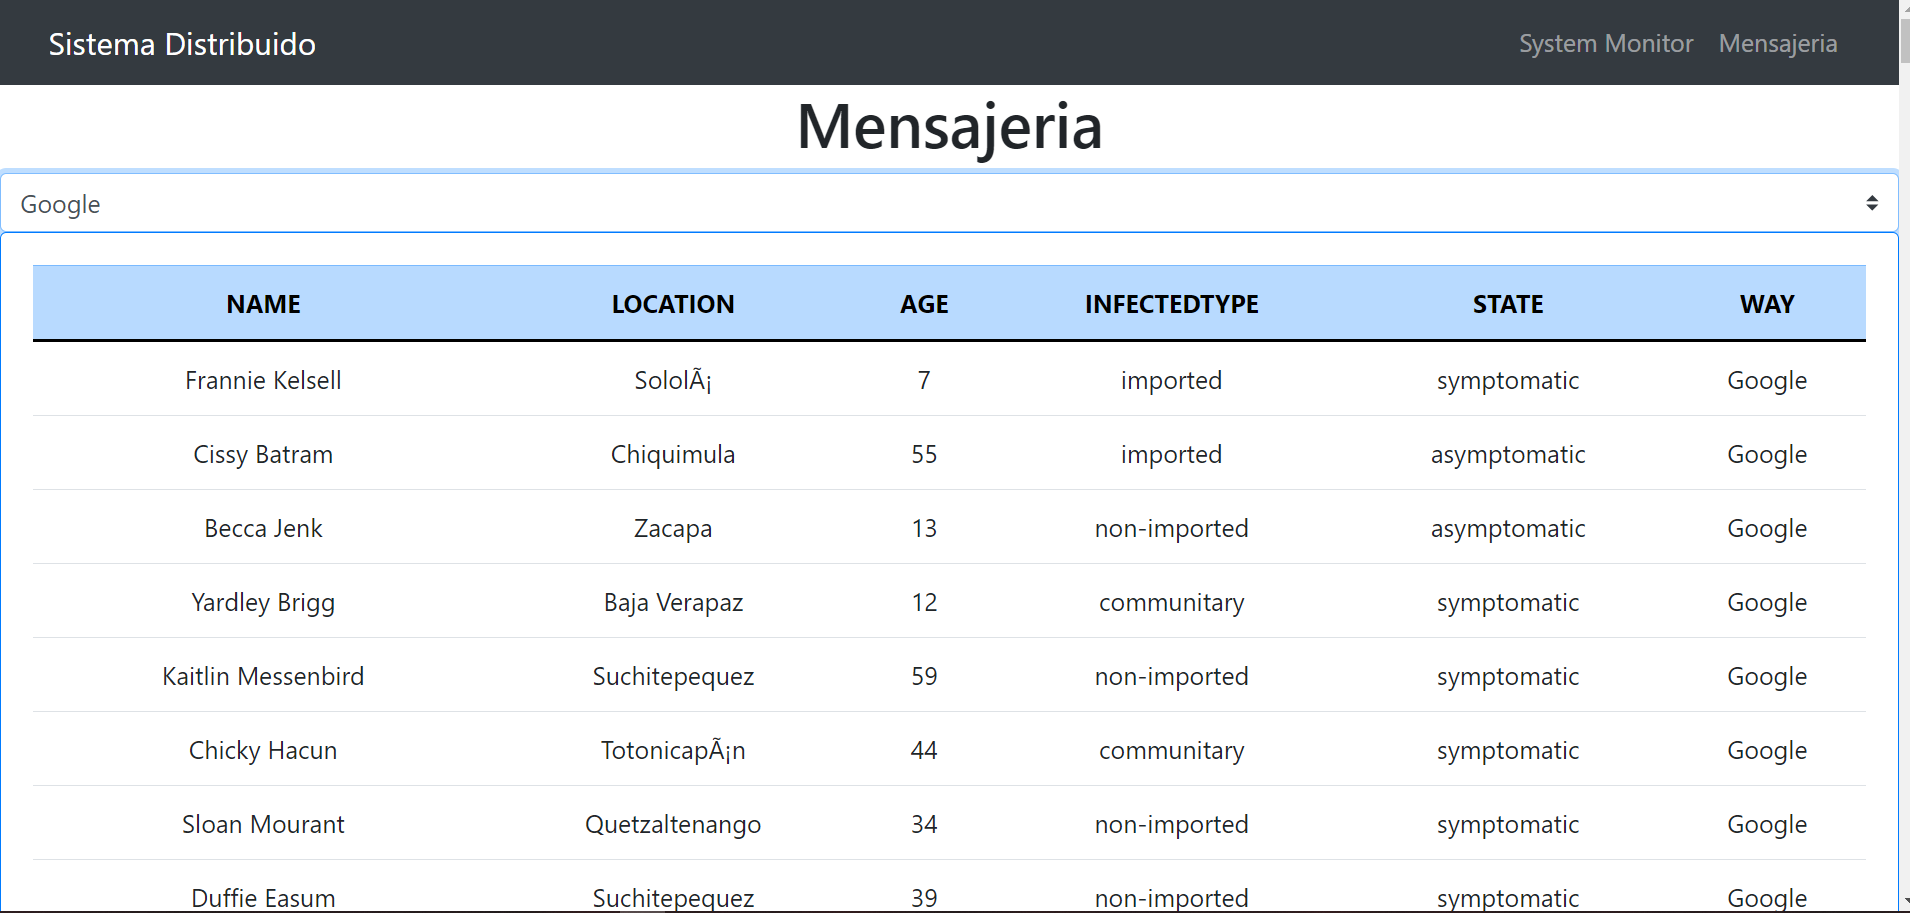 Sistema Distribuido System Monitor Mensajeria
Mensajeria
Google
NAME LOCATION AGE INFECTEDTYPE STATE WAY
Frannie Kelsell SololÃ¡ 7 imported symptomatic Google
Cissy Batram Chiquimula 55 imported asymptomatic Google
Becca Jenk Zacapa 13 non-imported asymptomatic Google
Yardley Brigg Baja Verapaz 12 communitary symptomatic Google
Kaitlin Messenbird Suchitepequez 59 non-imported symptomatic Google
Chicky Hacun TotonicapÃ¡n 44 communitary symptomatic Google
Sloan Mourant Quetzaltenango 34 non-imported symptomatic Google
Duffie Easum Suchitepequez 39 non-imported symptomatic Google